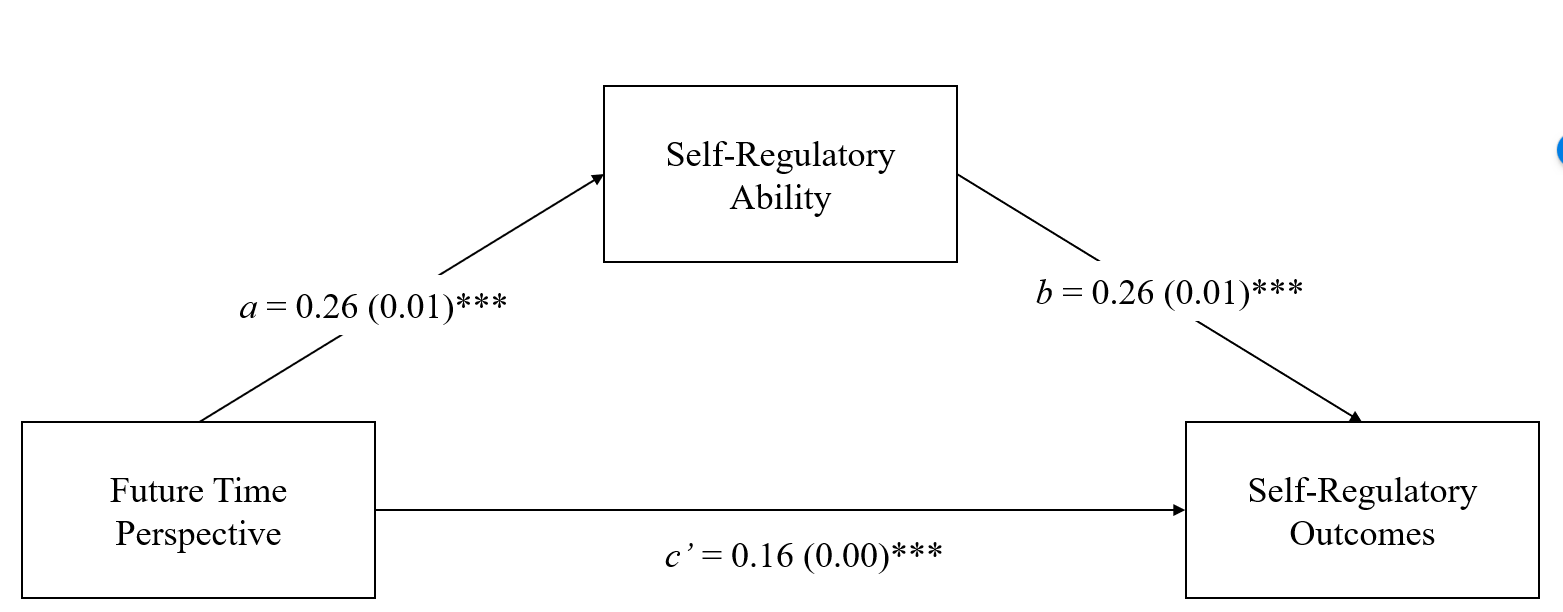 Self-Regulatory
Ability
a = 0.26 (0.01)***
b = 0.26 (0.01)***
Future Time
Perspective
Self-Regulatory
Outcomes
c’ = 0.16 (0.00)***